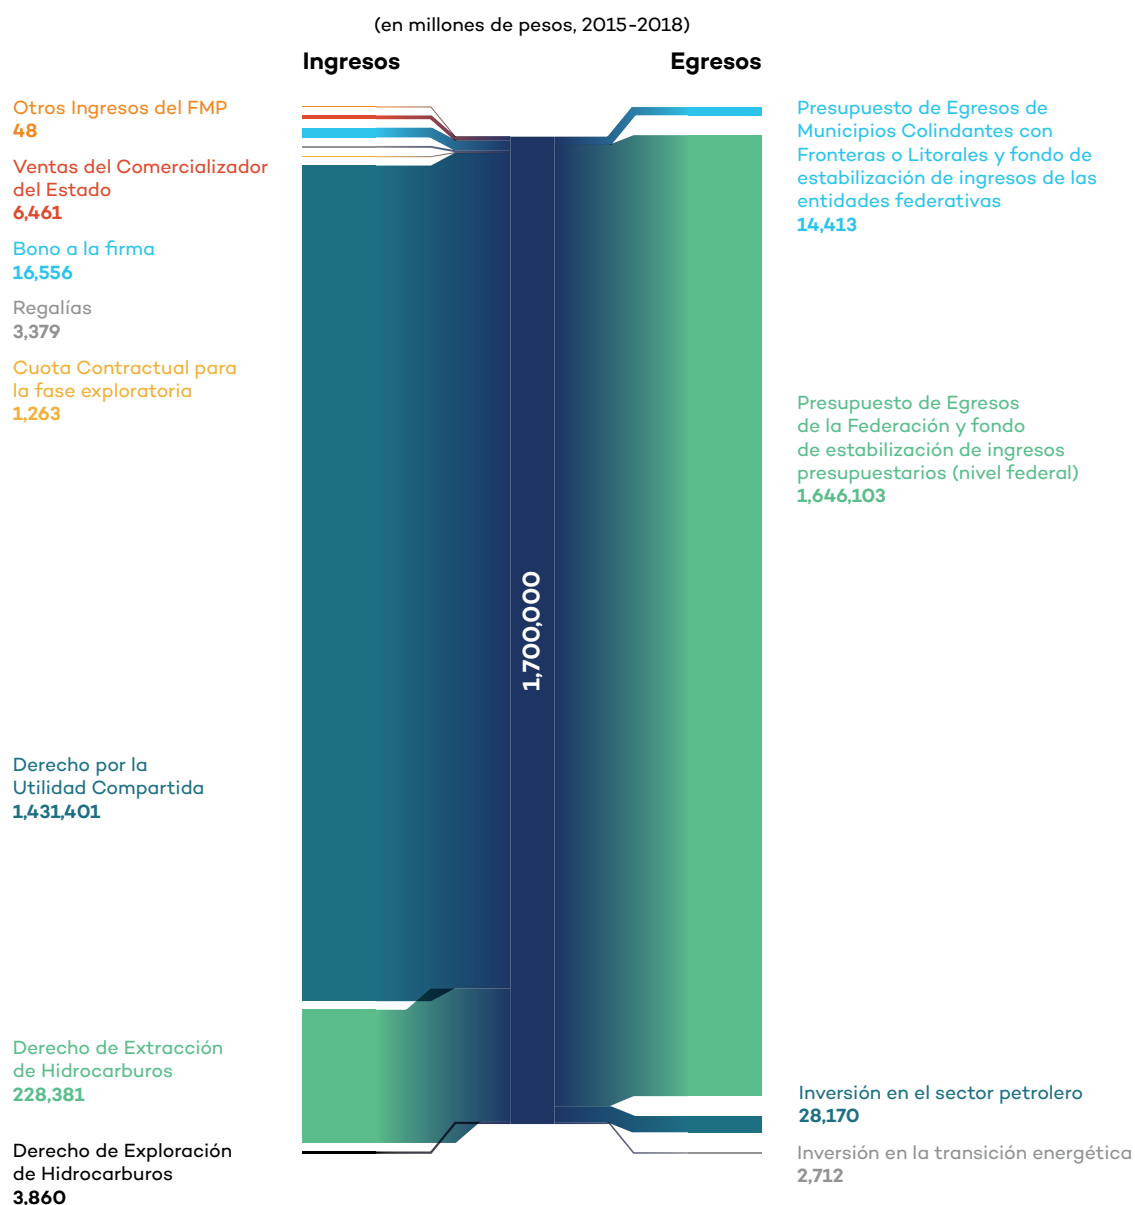 (en millones de pesos, 2015-2018)
Ingresos
Egresos
Otros Ingresos del FMP
48
Ventas del Comercializador
del Estado
6,461
Bono a la firma
16,556
Regalías
3,379
Cuota Contractual para
la fase exploratoria
1,263
Derecho por la
Utilidad Compartida
1,431,401
Derecho de Extracción
de Hidrocarburos
228,381
Derecho de Exploración
de Hidrocarburos
3,860
1,700,000
Presupuesto de Egresos de
Municipios Colindantes con
Fronteras o Litorales y fondo de
estabilización de ingresos de las
entidades federativas
14,413
Presupuesto de Egresos
de la Federación y fondo
de estabilización de ingresos
presupuestarios (nivel federal)
1,646,103
Inversión en el sector petrolero
28,170
Inversión en la transición energética
2,712